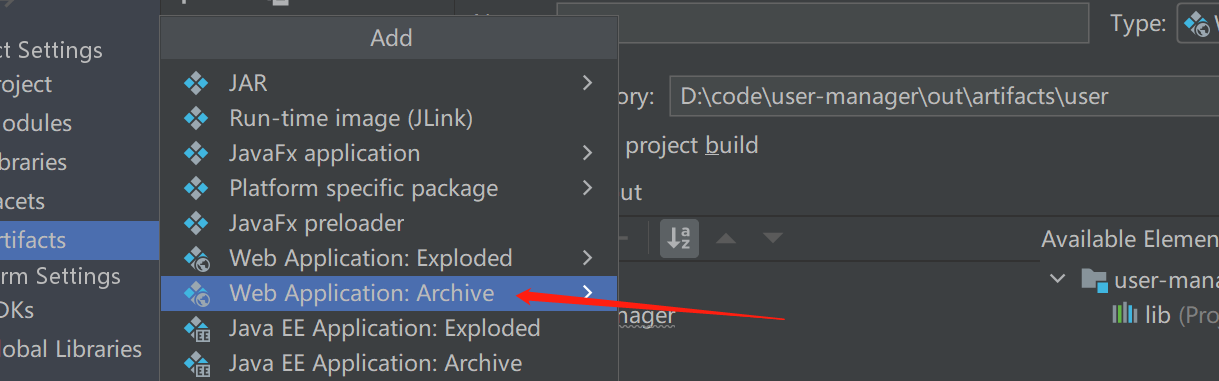 ct Settings
roject
odules
braries
acets
rtifacts
rm Settings
DKs
lobal Libraries
Add
JAR
Run-time image (JLink)
JavaFx application
Platform specific package
JavaFx preloader
Web Application: Exploded
Web Application: Archive
Java EE Application: Exploded
Java EE Application: Archive
Type:
ory: D:\code\user-manager\out\artifacts\user
project build
ut
Available Elemen
user-mana
nager
lib (Pro